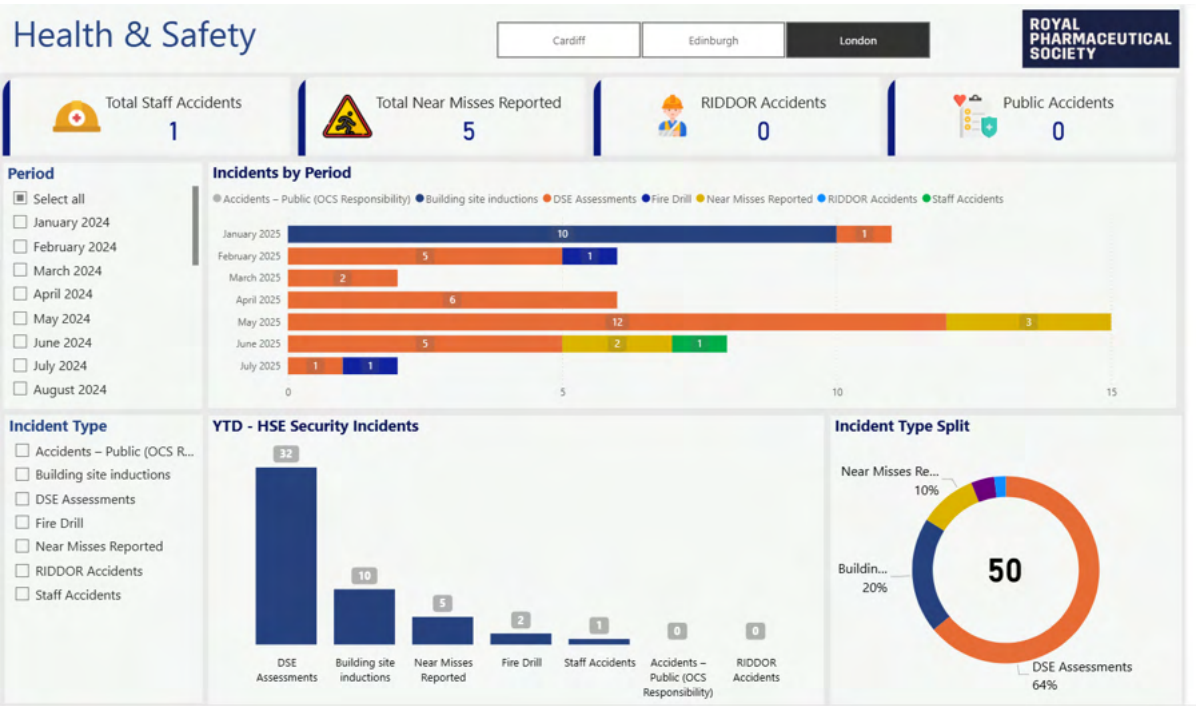 Health & Safety
Cardiff
Edinburgh
London
ROYAL
PHARMACEUTICAL
SOCIETY
Total Staff Accidents
1
Total Near Misses Reported
5
RIDDOR Accidents
0
Public Accidents
0
Period
Select all
January 2024
February 2024
March 2024
April 2024
May 2024
June 2024
July 2024
August 2024
Incidents by Period
Accidents – Public (OCS Responsibility) Building site inductions DSE Assessments Fire Drill Near Misses Reported RIDDOR Accidents Staff Accidents
January 2025 10 1
February 2025 5 1
March 2025 2
April 2025 6
May 2025 12 3
June 2025 5 2 1
July 2025 1 1
0 5 10 15
Incident Type
Accidents – Public (OCS R...
Building site inductions
DSE Assessments
Fire Drill
Near Misses Reported
RIDDOR Accidents
Staff Accidents
YTD - HSE Security Incidents
32
10
5
2
1
0
0
DSE
Assessments
Building site
inductions
Near Misses
Reported
Fire Drill
Staff Accidents
Accidents –
Public (OCS
Responsibility)
RIDDOR
Accidents
Incident Type Split
Near Misses Re...
10%
Buildin...
20%
50
DSE Assessments
64%